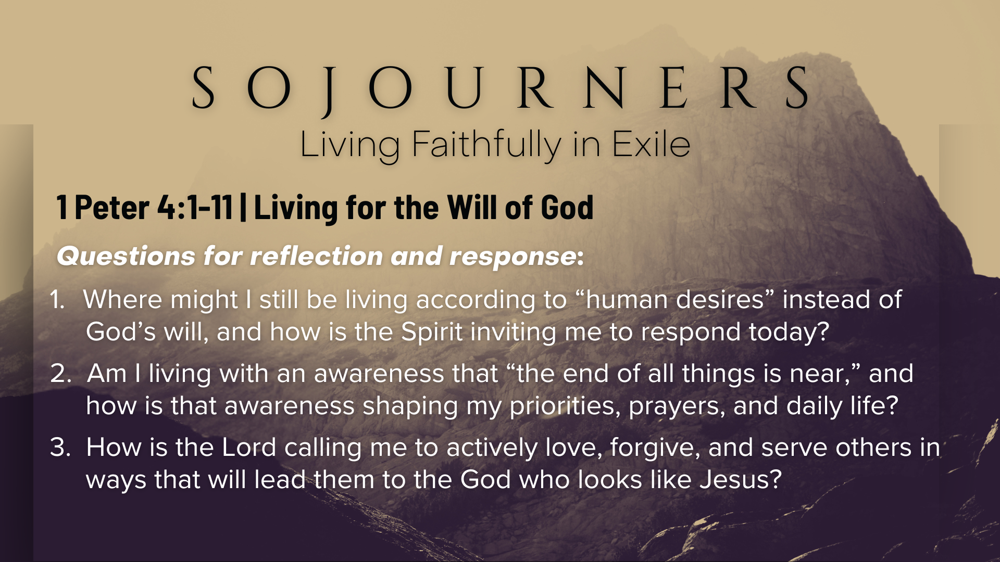 SOJOURNERS
Living Faithfully in Exile
1 Peter 4:1-11 | Living for the Will of God
Questions for reflection and response:
1. Where might I still be living according to “human desires” instead of
God’s will, and how is the Spirit inviting me to respond today?
2. Am I living with an awareness that “the end of all things is near,” and
how is that awareness shaping my priorities, prayers, and daily life?
3. How is the Lord calling me to actively love, forgive, and serve others in
ways that will lead them to the God who looks like Jesus?